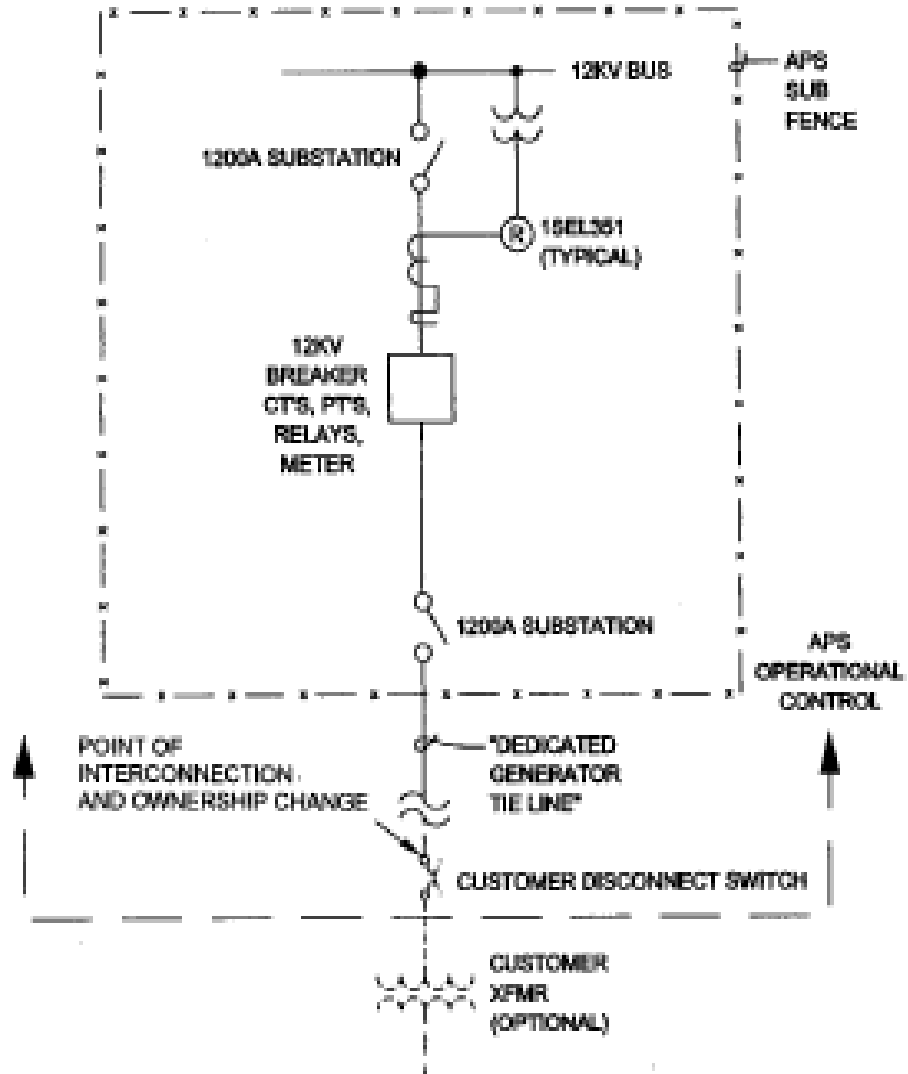 12KV BUS
APS
SUB
FENCE
1200A SUBSTATION
R
1SEL351
(TYPICAL)
12KV
BREAKER
CT'S, PT'S,
RELAYS,
METER
1200A SUBSTATION
APS
OPERATIONAL
CONTROL
POINT OF
INTERCONNECTION
AND OWNERSHIP CHANGE
"DEDICATED
GENERATOR
TIE LINE"
CUSTOMER DISCONNECT SWITCH
CUSTOMER
XFMR
(OPTIONAL)